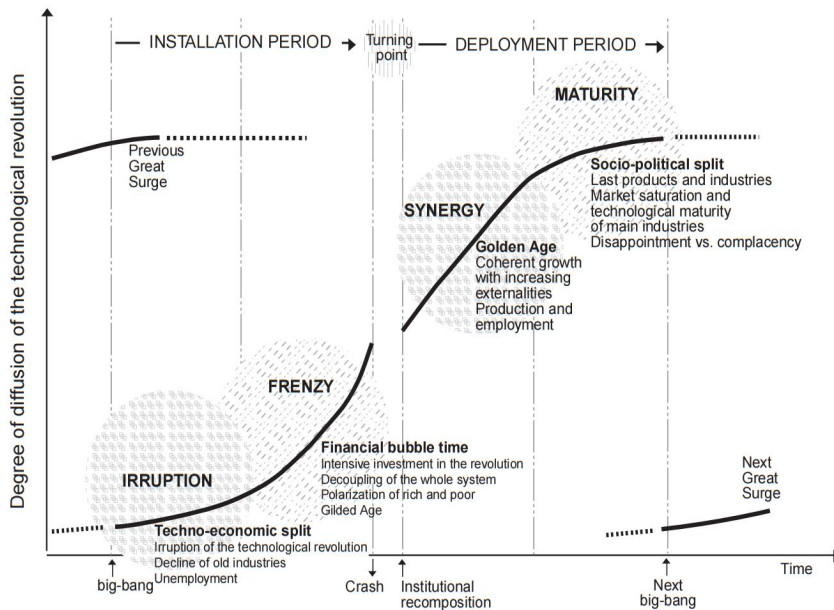 INSTALLATION PERIOD
Turning
point
DEPLOYMENT PERIOD
Degree of diffusion of the technological revolution
Previous
Great
Surge
MATURITY
Socio-political split
Last products and industries
Market saturation and
technological maturity
of main industries
Disappointment vs. complacency
SYNERGY
Golden Age
Coherent growth
with increasing
externalities
Production and
employment
FRENZY
Financial bubble time
Intensive investment in the revolution
Decoupling of the whole system
Polarization of rich and poor
Gilded Age
IRRUPTION
Techno-economic split
Irruption of the technological revolution
Decline of old industries
Unemployment
Next
Great
Surge
Time
big-bang
Crash
Institutional
recomposition
Next
big-bang